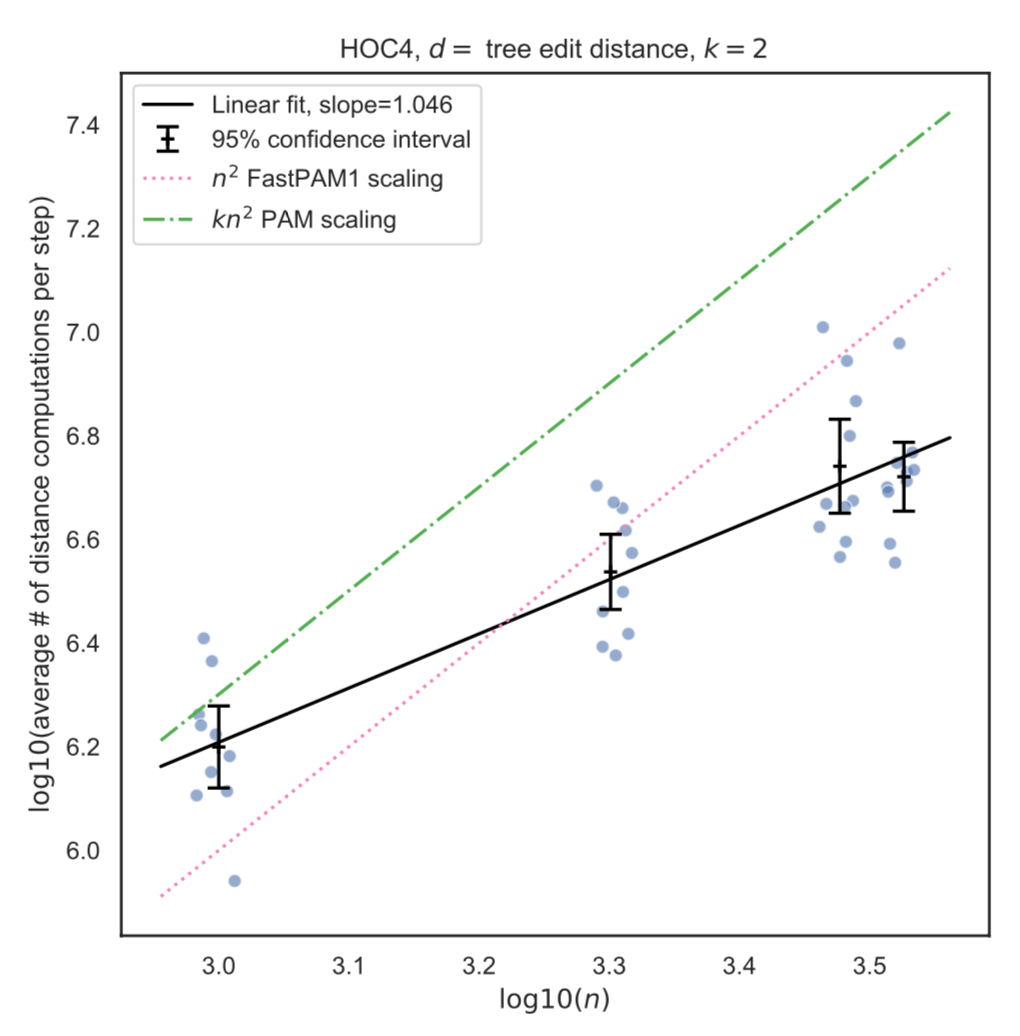 HOC4, d = tree edit distance, k = 2
Linear fit, slope=1.046
95% confidence interval
n² FastPAM1 scaling
kn² PAM scaling
log10(average # of distance computations per step)
7.4
7.2
7.0
6.8
6.6
6.4
6.2
6.0
3.0 3.1 3.2 3.3 3.4 3.5
log10(n)